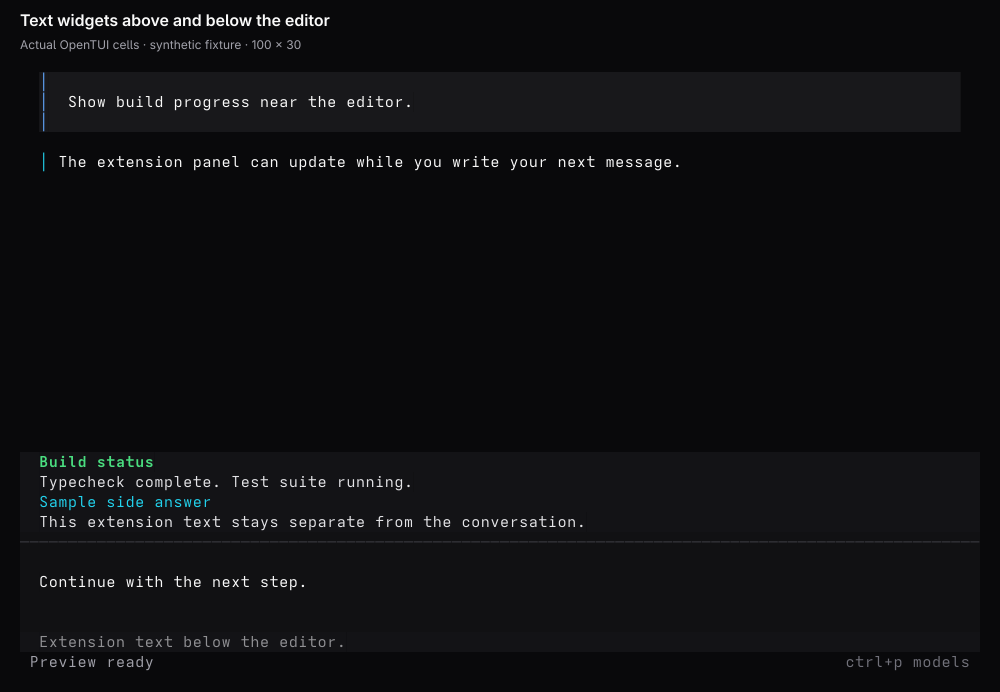 Text widgets above and below the editor
Actual OpenTUI cells · synthetic fixture · 100 × 30
Show build progress near the editor.
The extension panel can update while you write your next message.
Build status
Typecheck complete. Test suite running.
Sample side answer
This extension text stays separate from the conversation.
Continue with the next step.
Extension text below the editor.
Preview ready ctrl+p models